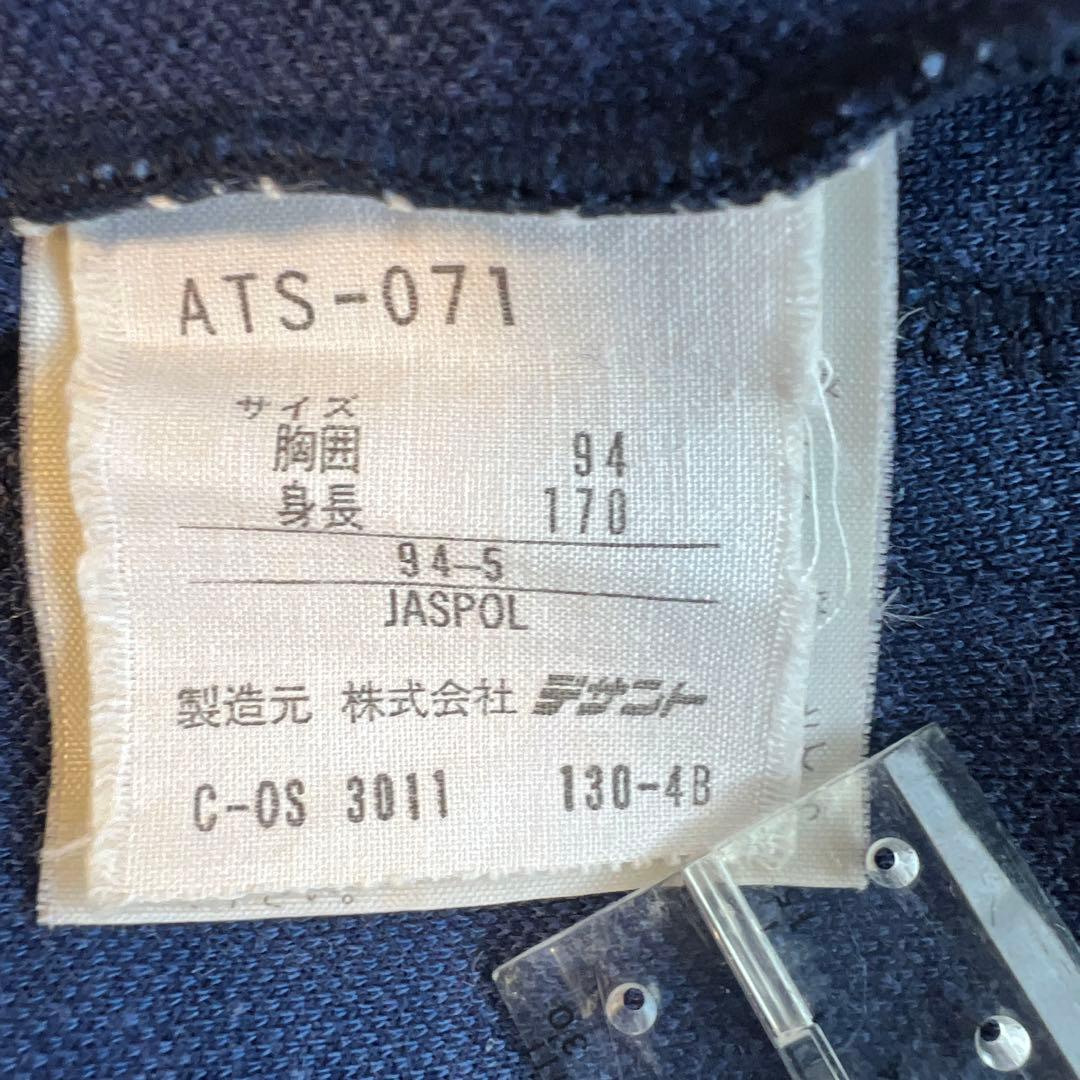 ATS-071
サイズ
胸囲 94
身長 170
94-5
JASPOL
製造元 株式会社 デサント
C-OS 3011 130-4B